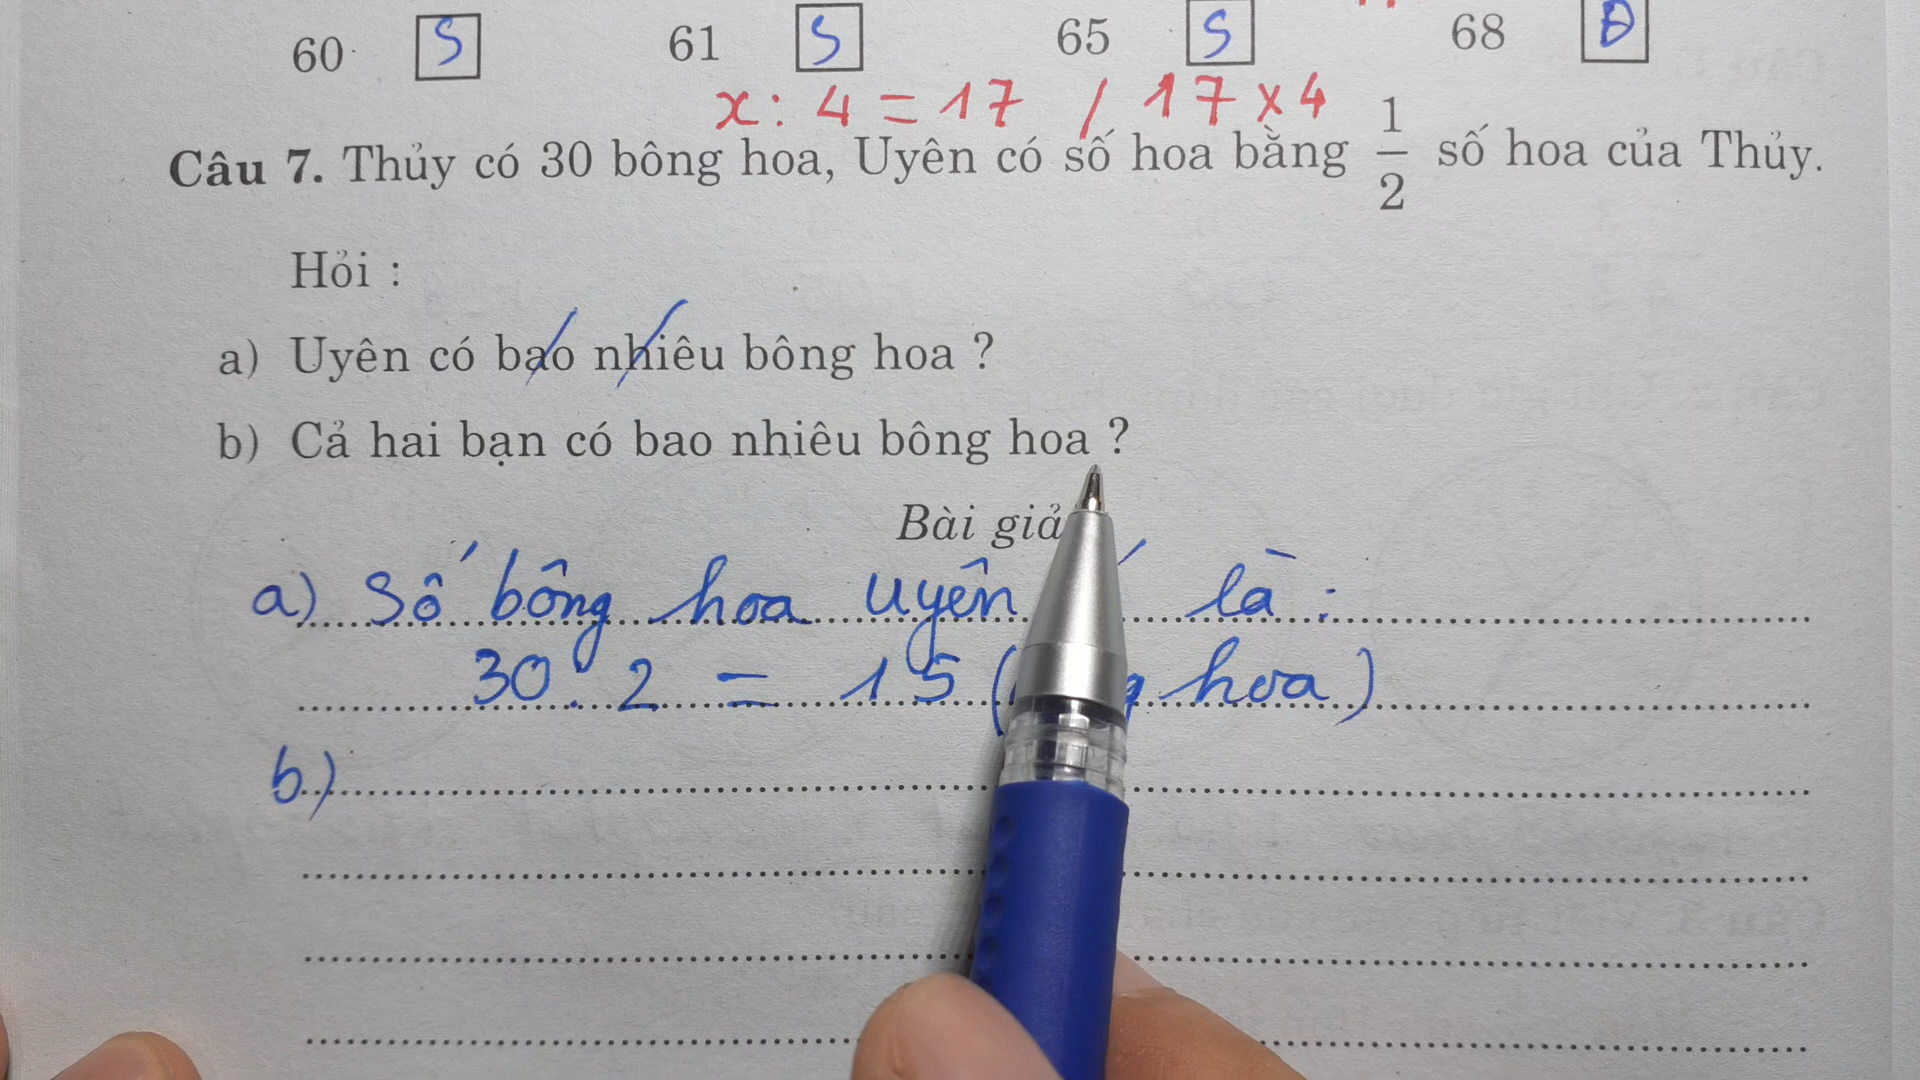 60 S 61 S 65 S 68 Đ
x : 4 = 17 / 17 x 4
Câu 7. Thủy có 30 bông hoa, Uyên có số hoa bằng 1/2 số hoa của Thủy.
Hỏi :
a) Uyên có bao nhiêu bông hoa ?
b) Cả hai bạn có bao nhiêu bông hoa ?
Bài giả
a) Số bông hoa Uyên là :
30 : 2 = 15 ( hoa)
b)